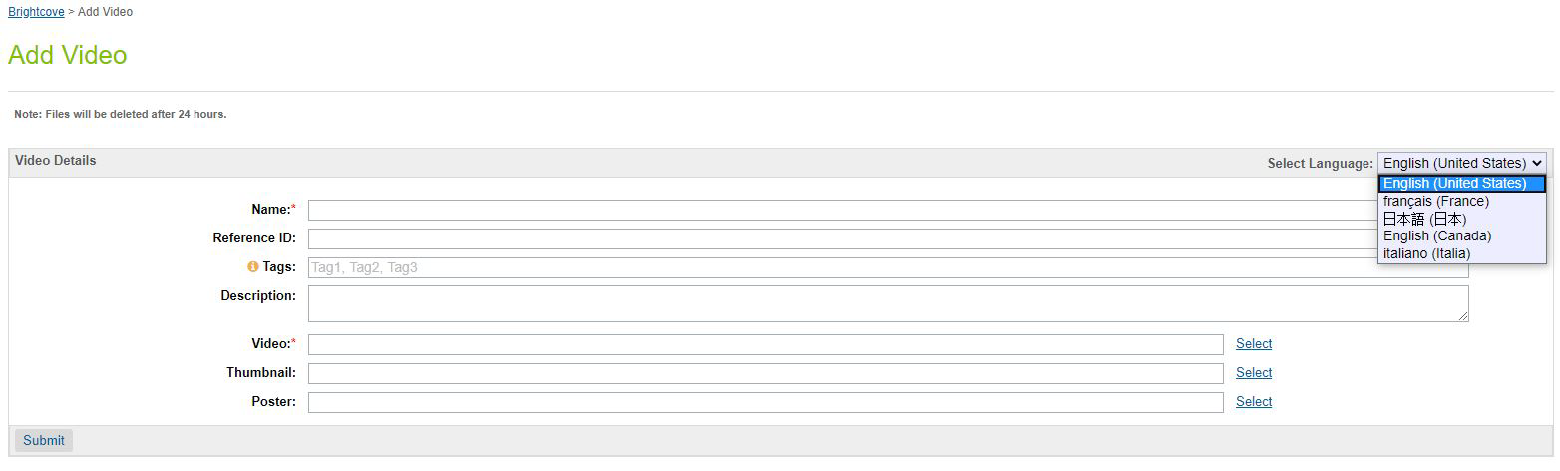 Brightcove > Add Video
Add Video
Note: Files will be deleted after 24 hours.
Video Details
Select Language: English (United States)
English (United States)
français (France)
日本語 (日本)
English (Canada)
italiano (Italia)
Name:*
Reference ID:
Tags: Tag1, Tag2, Tag3
Description:
Video:* Select
Thumbnail: Select
Poster: Select
Submit